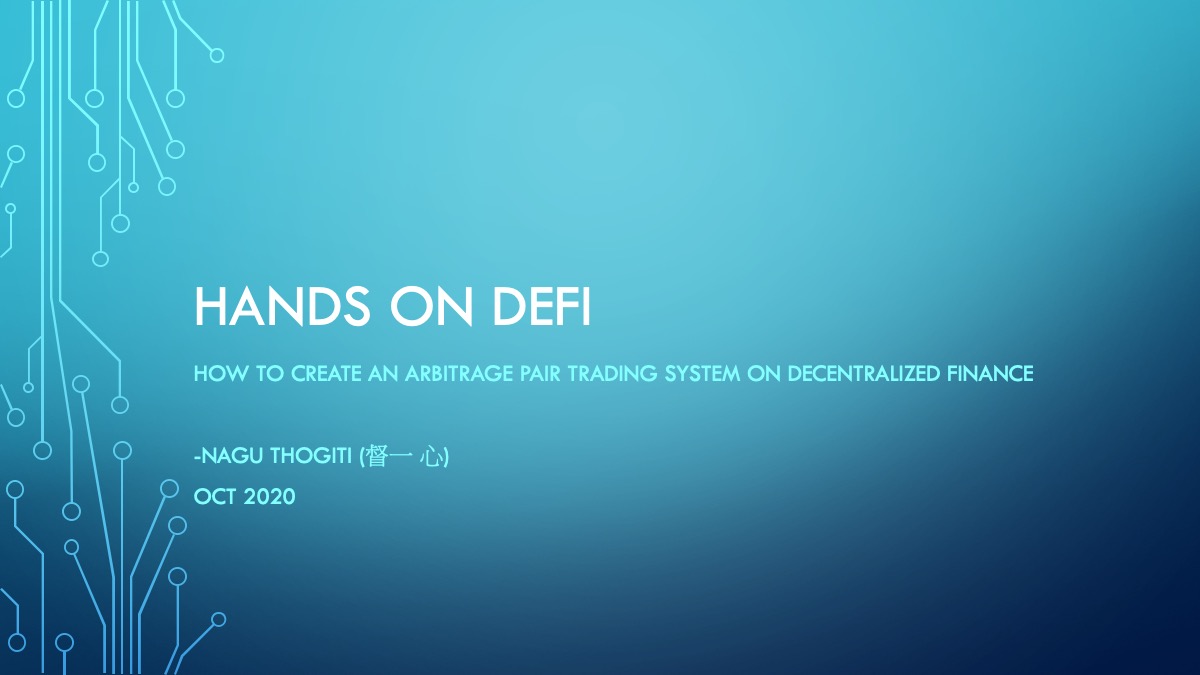 HANDS ON DEFI
HOW TO CREATE AN ARBITRAGE PAIR TRADING SYSTEM ON DECENTRALIZED FINANCE
-NAGU THOGITI (督一 心)
OCT 2020